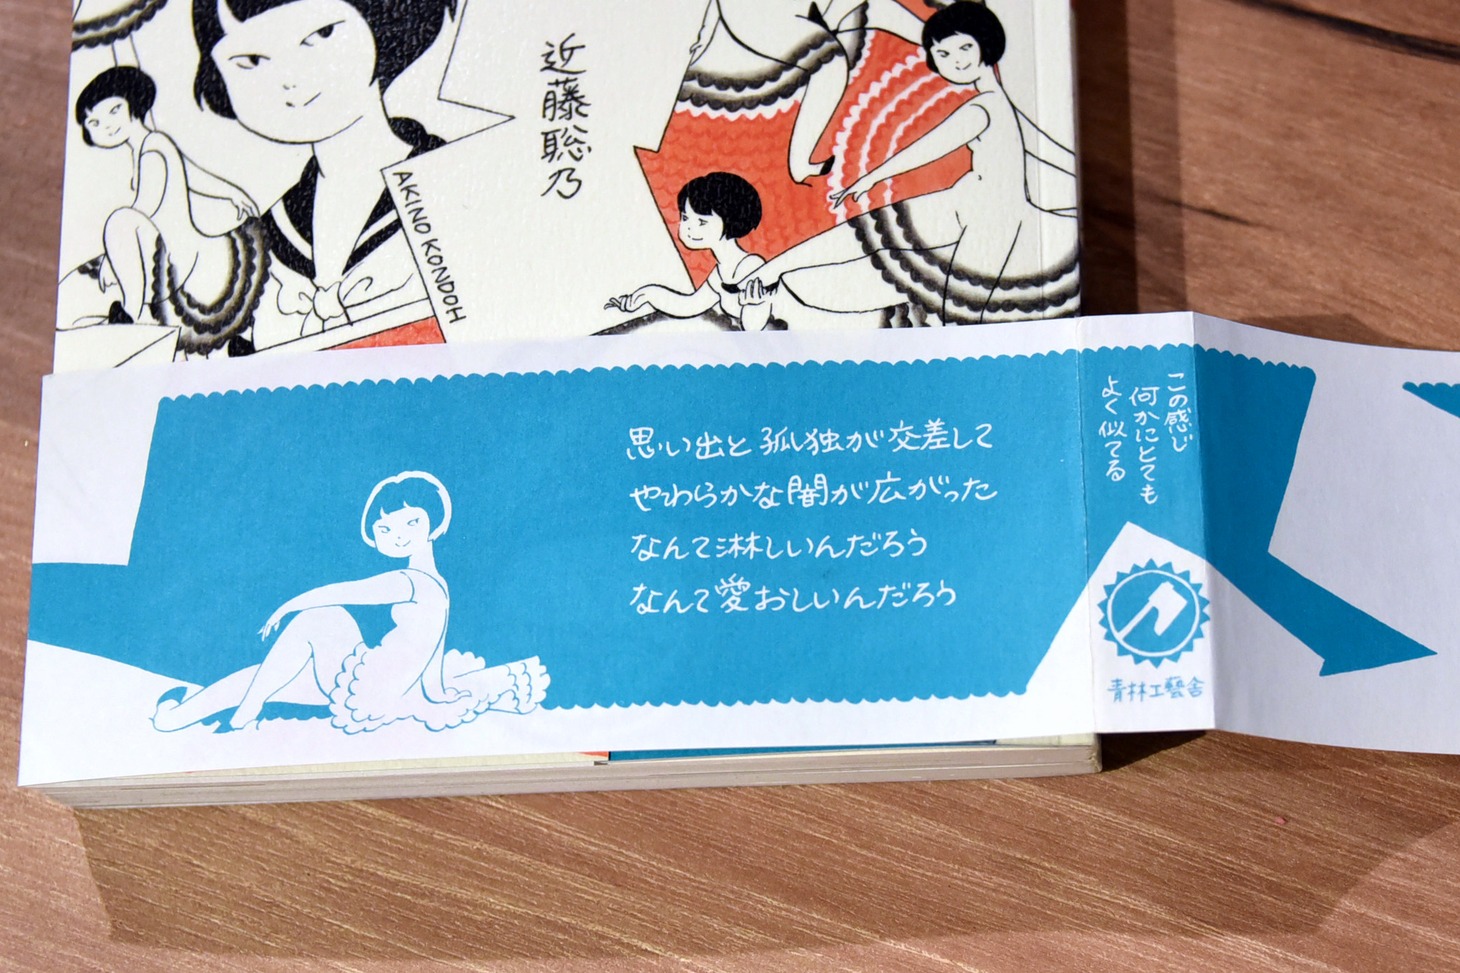 近藤聡乃
AKINO KONDOH
思い出と孤独が交差して
やわらかな闇が広がった
なんて淋しいんだろう
なんて愛おしいんだろう
この感じ
何かにとても
よく似てる
青林工藝舎